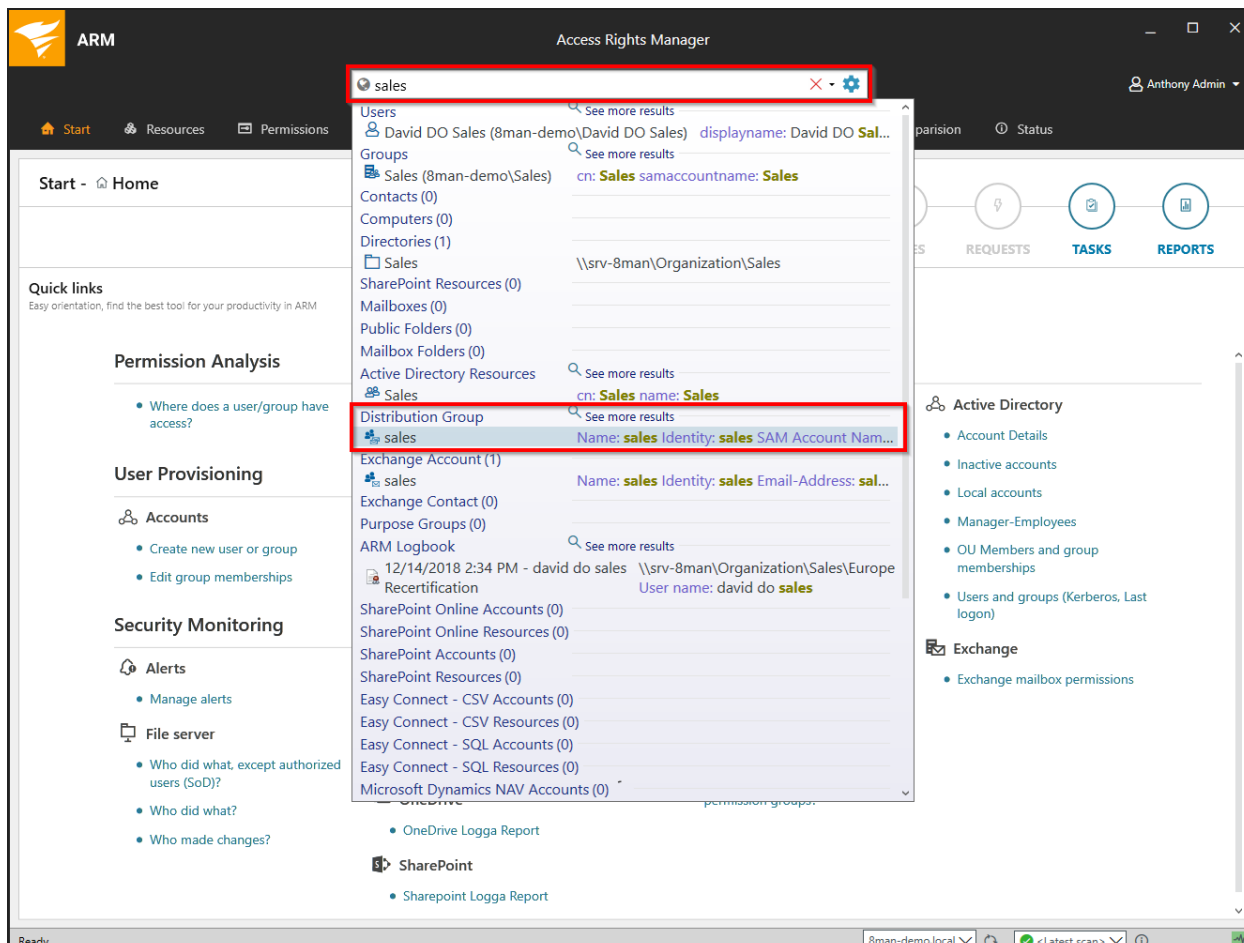 ARM
Access Rights Manager
sales
Anthony Admin
Start
Resources
Permissions
parision
Status
Start - Home
REQUESTS
TASKS
REPORTS
Quick links
Easy orientation, find the best tool for your productivity in ARM
Users See more results
David DO Sales (8man-demo\David DO Sales) displayname: David DO Sal...
Groups See more results
Sales (8man-demo\Sales) cn: Sales samaccountname: Sales
Contacts (0)
Computers (0)
Directories (1)
Sales \\srv-8man\Organization\Sales
SharePoint Resources (0)
Mailboxes (0)
Public Folders (0)
Mailbox Folders (0)
Active Directory Resources See more results
Sales cn: Sales name: Sales
Distribution Group See more results
sales Name: sales Identity: sales SAM Account Nam...
Exchange Account (1)
sales Name: sales Identity: sales Email-Address: sal...
Exchange Contact (0)
Purpose Groups (0)
ARM Logbook See more results
12/14/2018 2:34 PM - david do sales \\srv-8man\Organization\Sales\Europe
Recertification User name: david do sales
SharePoint Online Accounts (0)
SharePoint Online Resources (0)
SharePoint Accounts (0)
SharePoint Resources (0)
Easy Connect - CSV Accounts (0)
Easy Connect - CSV Resources (0)
Easy Connect - SQL Accounts (0)
Easy Connect - SQL Resources (0)
Microsoft Dynamics NAV Accounts (0)
Permission Analysis
Where does a user/group have
access?
User Provisioning
Accounts
Create new user or group
Edit group memberships
Security Monitoring
Alerts
Manage alerts
File server
Who did what, except authorized
users (SoD)?
Who did what?
Who made changes?
OneDrive
OneDrive Logga Report
SharePoint
Sharepoint Logga Report
permission groups?
Active Directory
Account Details
Inactive accounts
Local accounts
Manager-Employees
OU Members and group
memberships
Users and groups (Kerberos, Last
logon)
Exchange
Exchange mailbox permissions
Ready
8man-demo.local
<Latest scan>